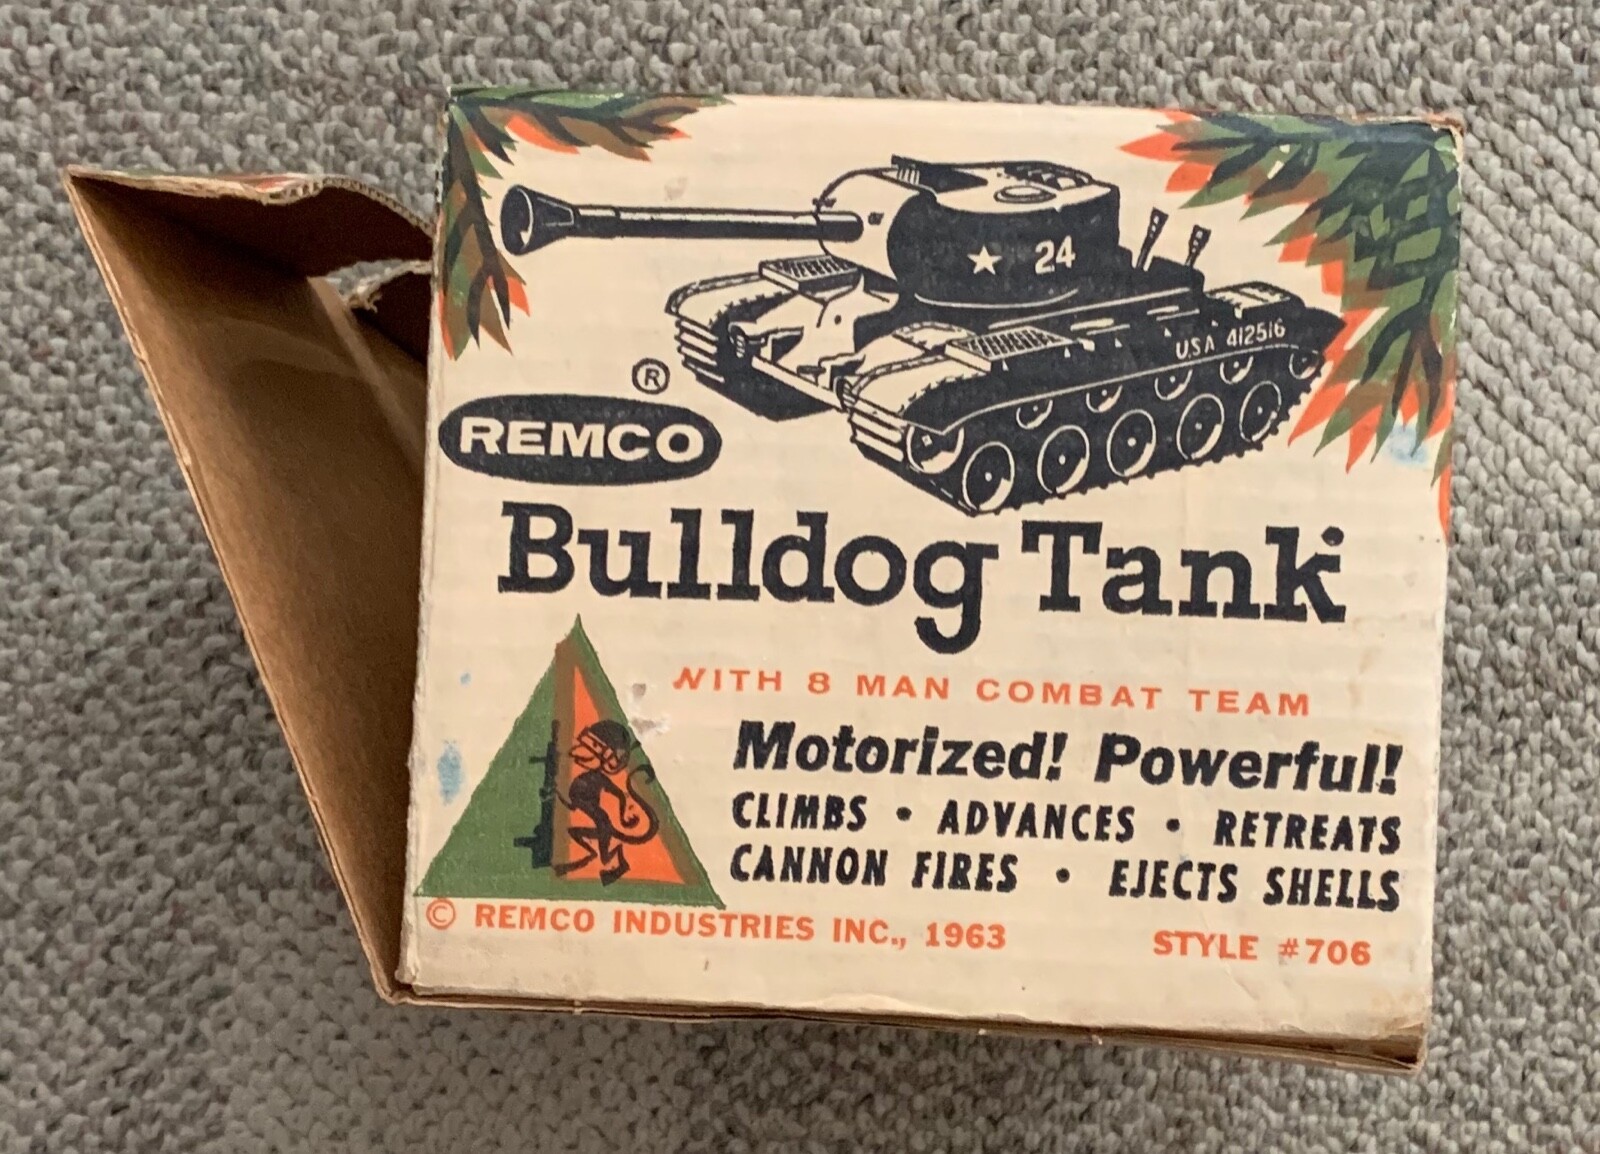 24
U.S.A 412516
®
REMCO
Bulldog Tank
WITH 8 MAN COMBAT TEAM
Motorized! Powerful!
CLIMBS • ADVANCES • RETREATS
CANNON FIRES • EJECTS SHELLS
© REMCO INDUSTRIES INC., 1963
STYLE #706